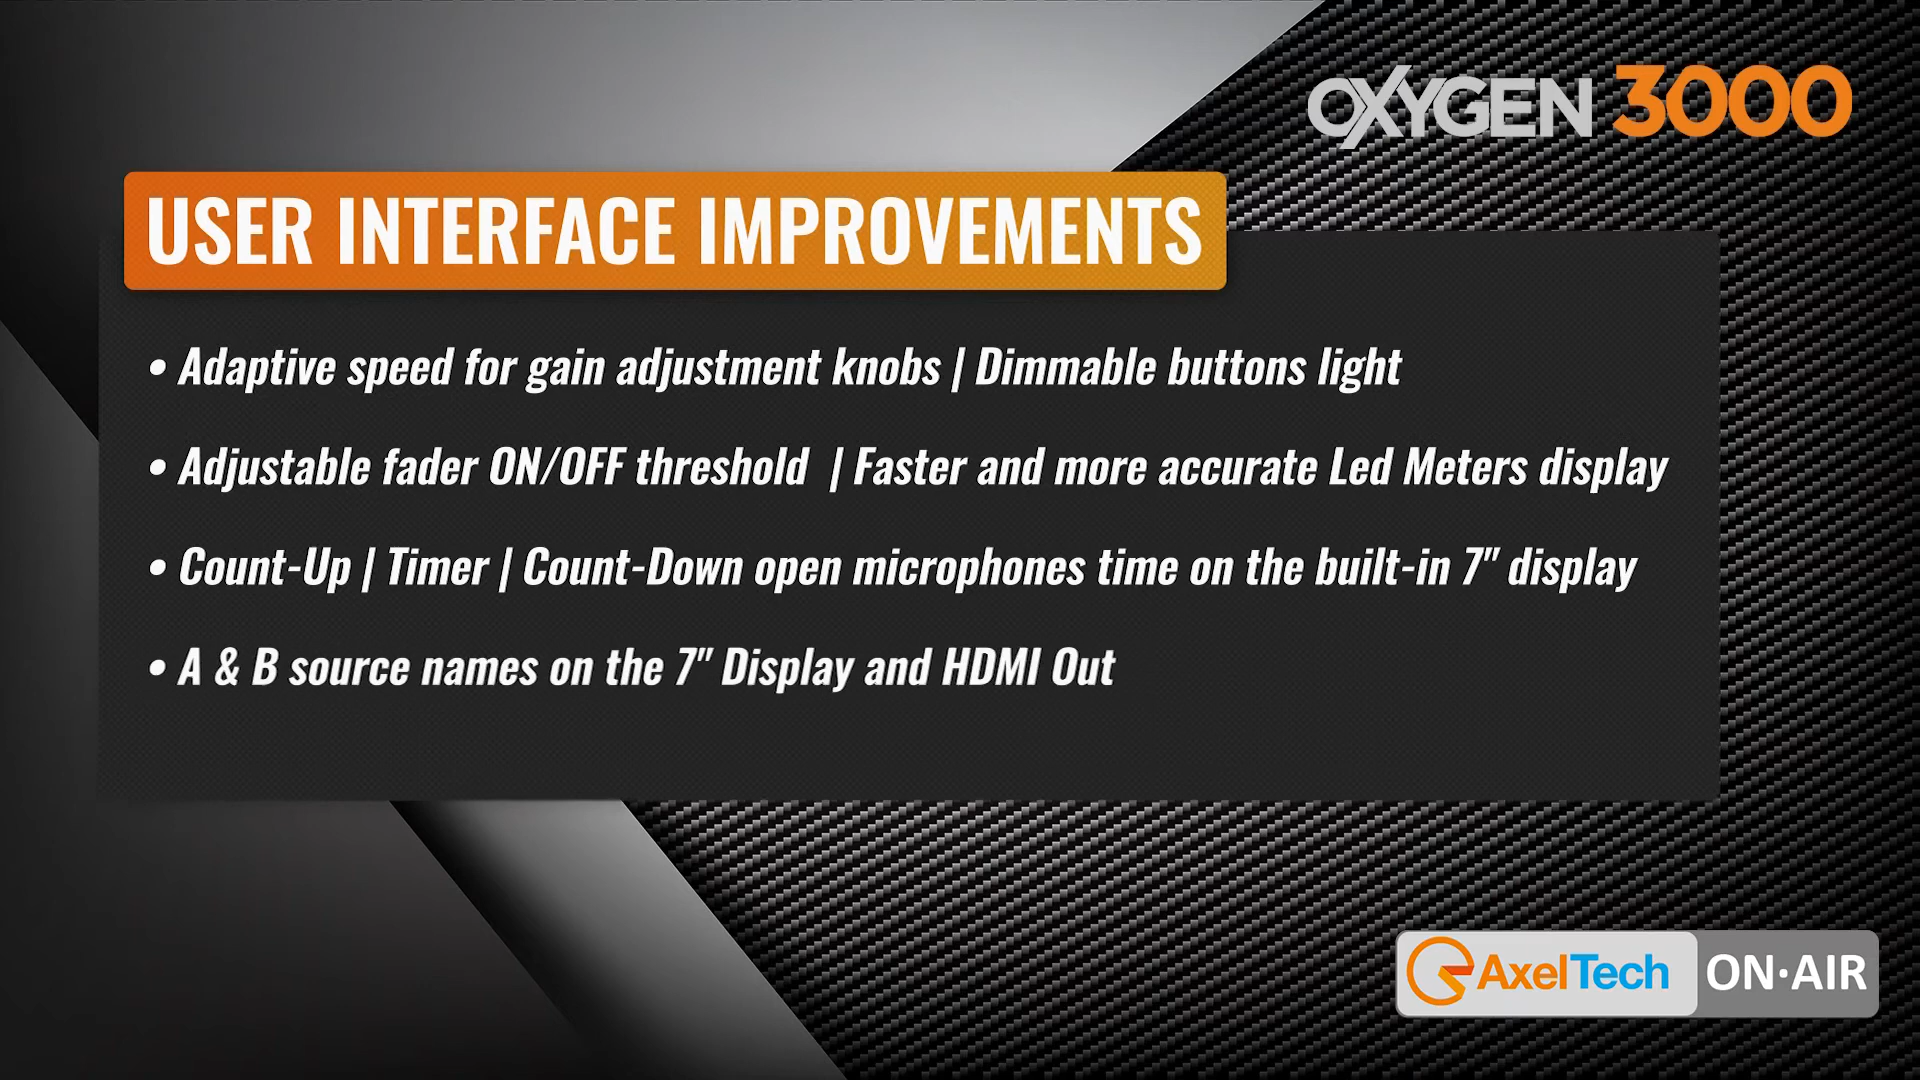 OXYGEN 3000
USER INTERFACE IMPROVEMENTS
• Adaptive speed for gain adjustment knobs | Dimmable buttons light
• Adjustable fader ON/OFF threshold | Faster and more accurate Led Meters display
• Count-Up | Timer | Count-Down open microphones time on the built-in 7" display
• A & B source names on the 7" Display and HDMI Out
AxelTech ON·AIR